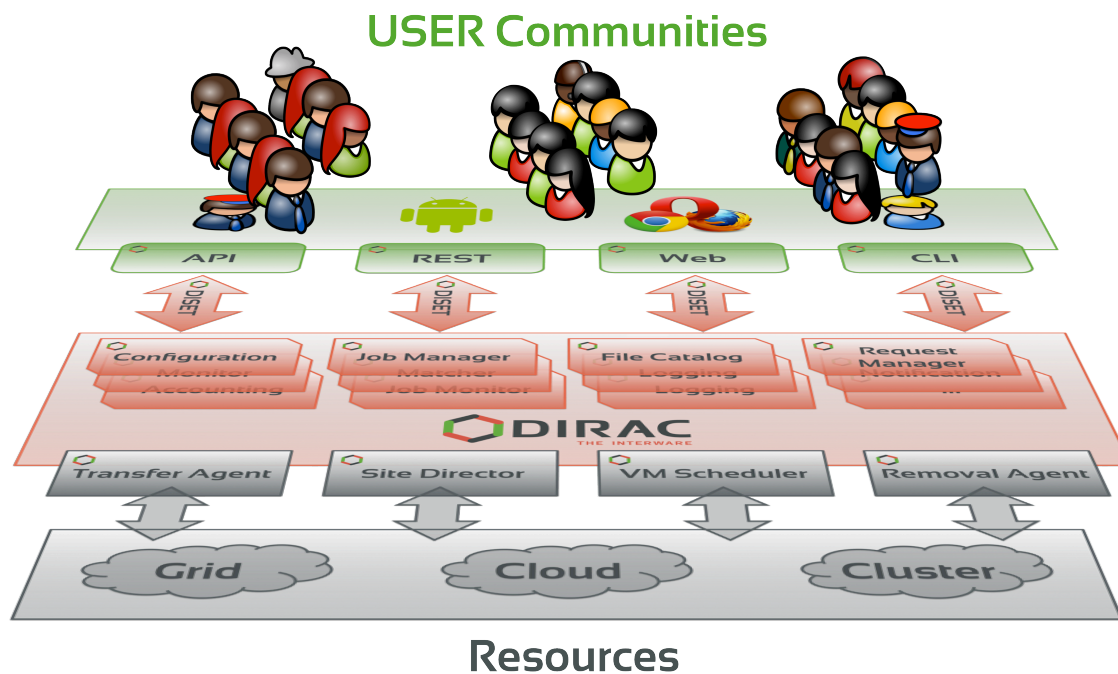 USER Communities
API
REST
Web
CLI
DISET
DISET
DISET
DISET
Configuration
Monitor
Accounting
Job Manager
Matcher
Job Monitor
File Catalog
Logging
Logging
Request
Manager
Notification
...
DIRAC
THE INTERWARE
Transfer Agent
Site Director
VM Scheduler
Removal Agent
Grid
Cloud
Cluster
Resources